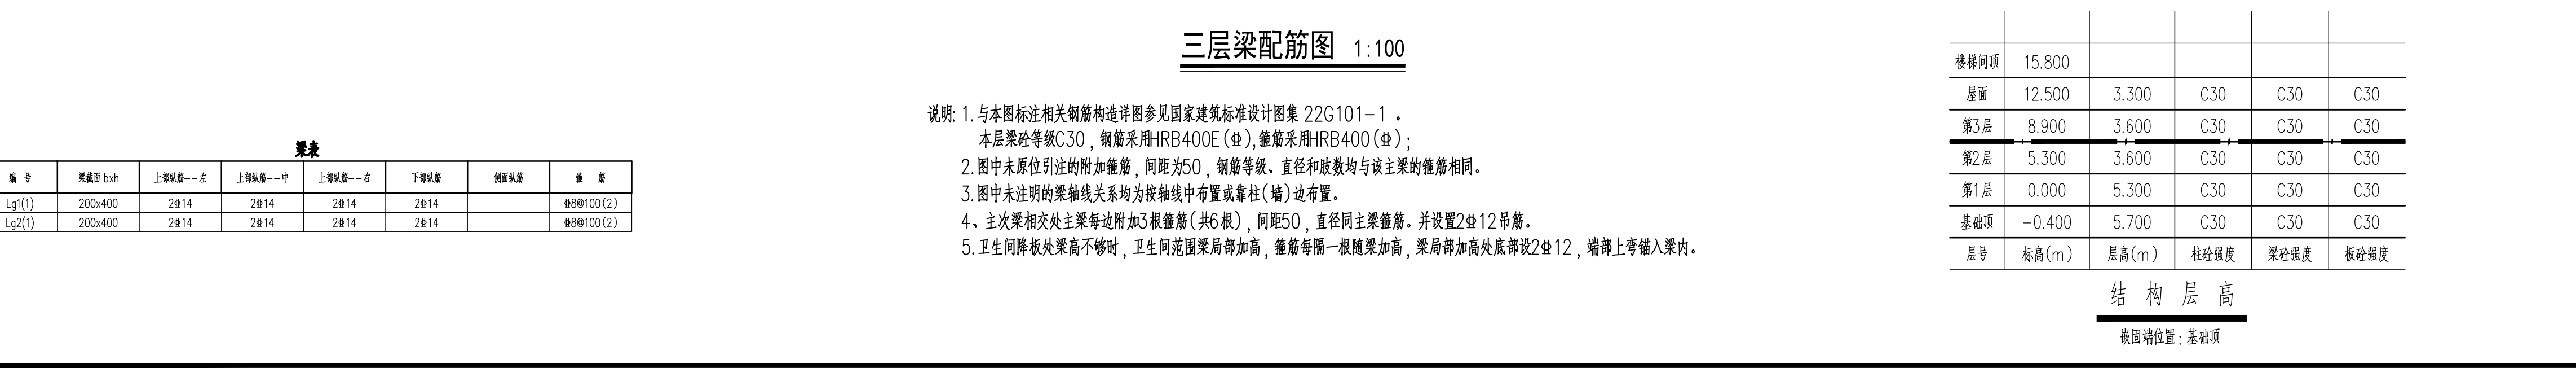 三层梁配筋图 1:100
说明: 1. 与本图标注相关钢筋构造详图参见国家建筑标准设计图集 22G101-1 。
本层梁砼等级C30，钢筋采用HRB400E(⏀),箍筋采用HRB400(⏀)；
2. 图中未原位引注的附加箍筋，间距为50，钢筋等级、直径和肢数均与该主梁的箍筋相同。
3. 图中未注明的梁轴线关系均为按轴线中布置或靠柱(墙)边布置。
4、主次梁相交处主梁每边附加3根箍筋(共6根)，间距50，直径同主梁箍筋。并设置2⏀12吊筋。
5. 卫生间降板处梁高不够时，卫生间范围梁局部加高，箍筋每隔一根随梁加高，梁局部加高处底部设2⏀12，端部上弯锚入梁内。
梁表
编 号 梁截面 bxh 上部纵筋--左 上部纵筋--中 上部纵筋--右 下部纵筋 侧面纵筋 箍 筋
Lg1(1) 200x400 2⏀14 2⏀14 2⏀14 2⏀14 ⏀8@100(2)
Lg2(1) 200x400 2⏀14 2⏀14 2⏀14 2⏀14 ⏀8@100(2)
楼梯间顶 15.800
屋面 12.500 3.300 C30 C30 C30
第3层 8.900 3.600 C30 C30 C30
第2层 5.300 3.600 C30 C30 C30
第1层 0.000 5.300 C30 C30 C30
基础顶 -0.400 5.700 C30 C30 C30
层号 标高(m) 层高(m) 柱砼强度 梁砼强度 板砼强度
结 构 层 高
嵌固端位置：基础顶